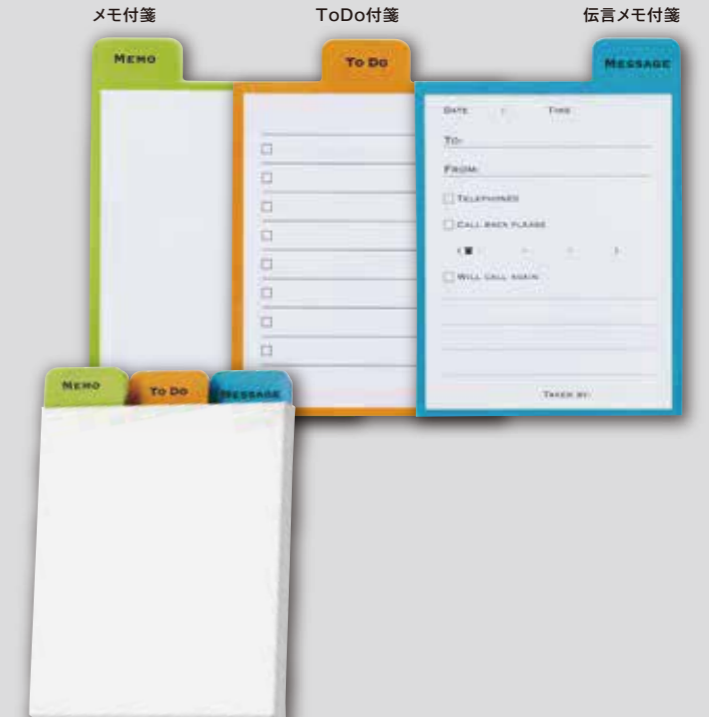 メモ付箋
ToDo付箋
伝言メモ付箋
MEMO
TO DO
MESSAGE
DATE : TIME
TO:
FROM:
TELEPHONED
CALL BACK PLEASE
(☎ - - )
WILL CALL AGAIN
TAKEN BY:
MEMO
TO DO
MESSAGE